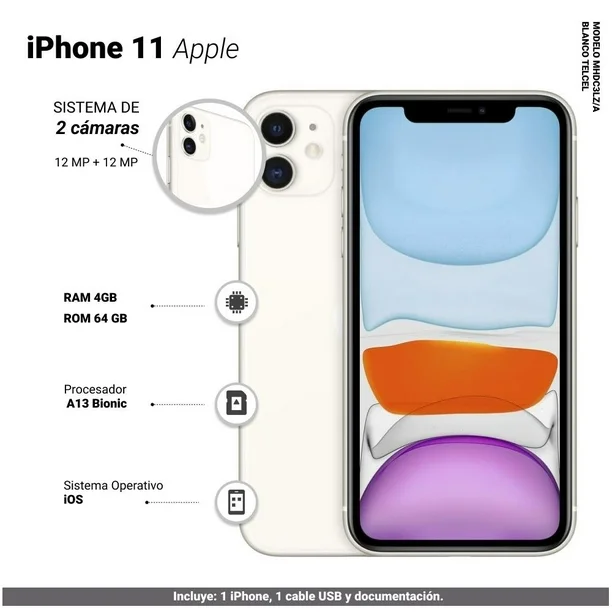 iPhone 11 Apple
MODELO MHDC3LZ/A
BLANCO TELCEL
SISTEMA DE
2 cámaras
12 MP + 12 MP
RAM 4GB
ROM 64 GB
Procesador
A13 Bionic
Sistema Operativo
iOS
Incluye: 1 iPhone, 1 cable USB y documentación.